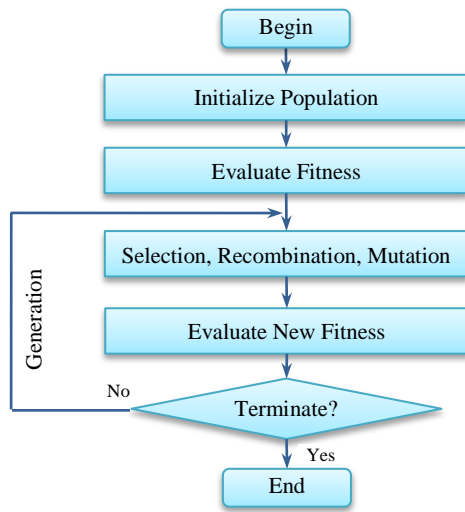 Begin
Initialize Population
Evaluate Fitness
Selection, Recombination, Mutation
Generation
Evaluate New Fitness
No
Terminate?
Yes
End